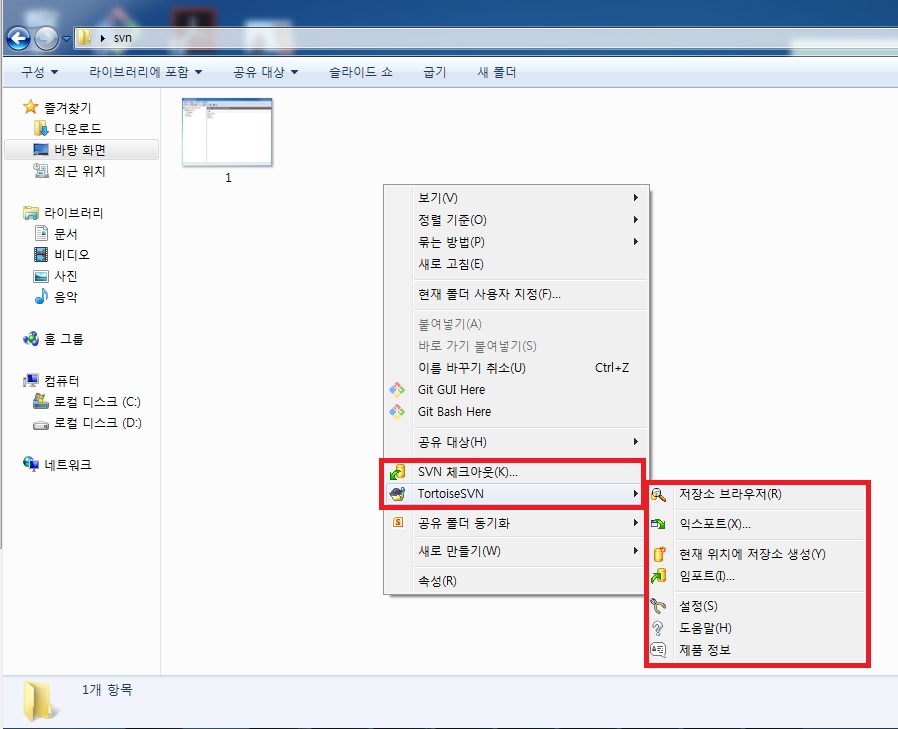 svn
구성 라이브러리에 포함 공유 대상 슬라이드 쇼 굽기 새 폴더
즐겨찾기
다운로드
바탕 화면
최근 위치
라이브러리
문서
비디오
사진
음악
홈 그룹
컴퓨터
로컬 디스크 (C:)
로컬 디스크 (D:)
네트워크
1
보기(V)
정렬 기준(O)
묶는 방법(P)
새로 고침(E)
현재 폴더 사용자 지정(F)...
붙여넣기(A)
바로 가기 붙여넣기(S)
이름 바꾸기 취소(U) Ctrl+Z
Git GUI Here
Git Bash Here
공유 대상(H)
SVN 체크아웃(K)...
TortoiseSVN
공유 폴더 동기화
새로 만들기(W)
속성(R)
저장소 브라우저(R)
익스포트(X)...
현재 위치에 저장소 생성(Y)
임포트(I)...
설정(S)
도움말(H)
제품 정보
1개 항목